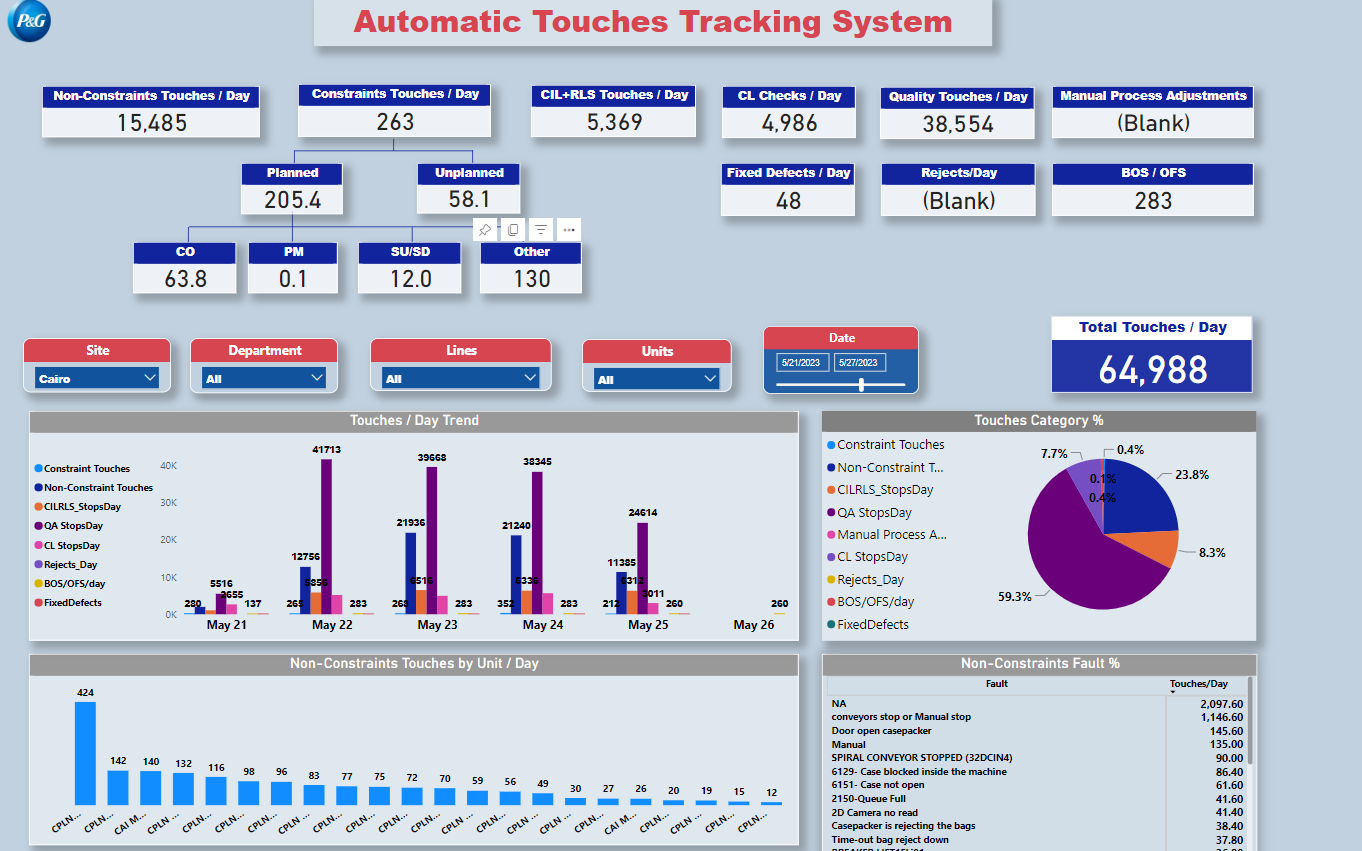 P&G
Automatic Touches Tracking System
Non-Constraints Touches / Day
15,485
Constraints Touches / Day
263
CIL+RLS Touches / Day
5,369
CL Checks / Day
4,986
Quality Touches / Day
38,554
Manual Process Adjustments
(Blank)
Planned
205.4
Unplanned
58.1
Fixed Defects / Day
48
Rejects/Day
(Blank)
BOS / OFS
283
CO
63.8
PM
0.1
SU/SD
12.0
Other
130
Site
Cairo
Department
All
Lines
All
Units
All
Date
5/21/2023
5/27/2023
Total Touches / Day
64,988
Touches / Day Trend
Constraint Touches
Non-Constraint Touches
CILRLS_StopsDay
QA StopsDay
CL StopsDay
Rejects_Day
BOS/OFS/day
FixedDefects
40K
30K
20K
10K
0K
280 5516 2655 137
265 12756 5856 41713 283
268 21936 6516 39668 283
352 21240 6336 38345 283
212 11385 6312 24614 3011 260
260
May 21 May 22 May 23 May 24 May 25 May 26
Touches Category %
Constraint Touches
Non-Constraint T...
CILRLS_StopsDay
QA StopsDay
Manual Process A...
CL StopsDay
Rejects_Day
BOS/OFS/day
FixedDefects
7.7%
0.4%
0.1%
0.4%
23.8%
8.3%
59.3%
Non-Constraints Touches by Unit / Day
424 142 140 132 116 98 96 83 77 75 72 70 59 56 49 30 27 26 20 19 15 12
CPLN... CPLN... CAI M... CPLN ... CPLN... CPLN... CPLN... CPLN ... CPLN... CPLN... CPLN... CPLN... CPLN ... CPLN... CPLN ... CPLN ... CPLN... CAI M... CPLN... CPLN ... CPLN... CPLN...
Non-Constraints Fault %
Fault Touches/Day
NA 2,097.60
conveyors stop or Manual stop 1,146.60
Door open casepacker 145.60
Manual 135.00
SPIRAL CONVEYOR STOPPED (32DCIN4) 90.00
6129- Case blocked inside the machine 86.40
6151- Case not open 61.60
2150-Queue Full 41.60
2D Camera no read 41.40
Casepacker is rejecting the bags 38.40
Time-out bag reject down 37.80